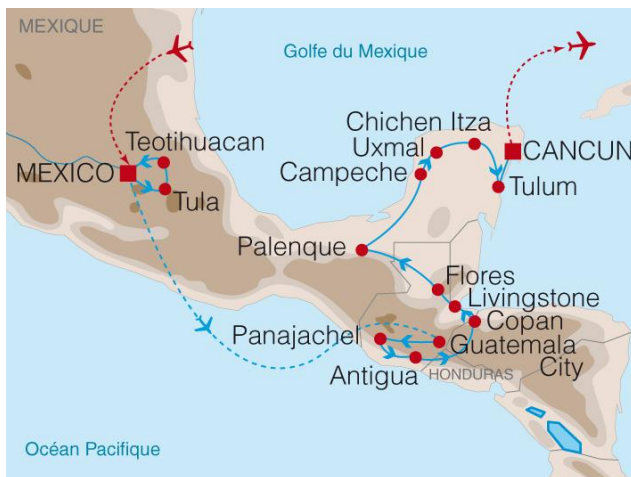 MEXIQUE
Golfe du Mexique
Chichen Itza
Teotihuacan
Uxmal
CANCUN
MEXICO
Campeche
Tula
Tulum
Palenque
Flores
Livingstone
Copan
Panajachel
Guatemala
City
Antigua
HONDURAS
Océan Pacifique